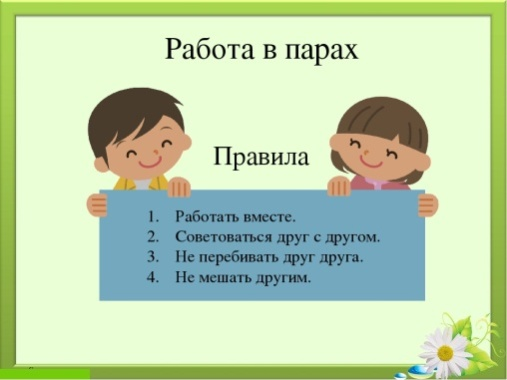 Работа в парах
Правила
1. Работать вместе.
2. Советоваться друг с другом.
3. Не перебивать друг друга.
4. Не мешать другим.